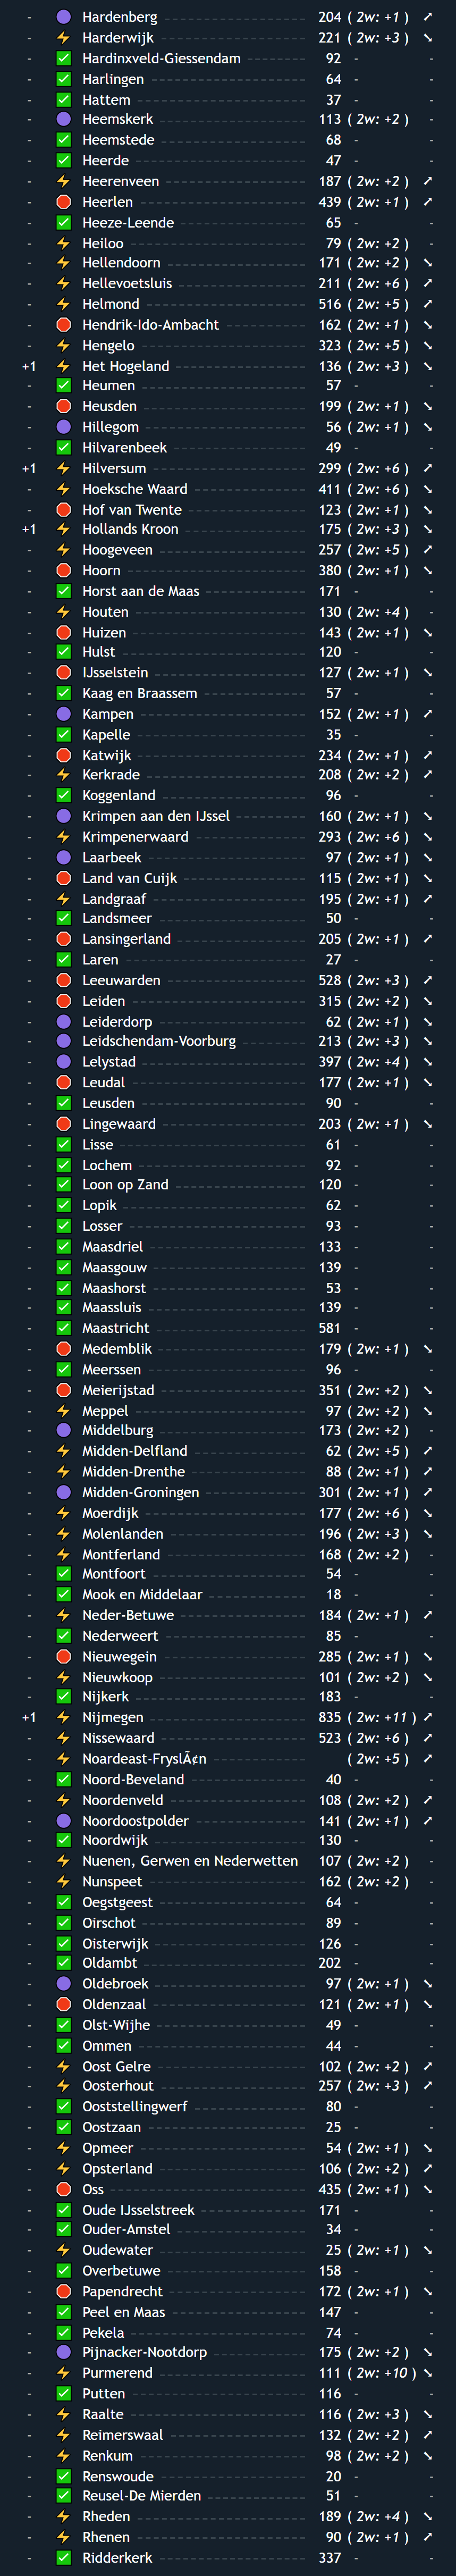 - Hardenberg 204 ( 2w: +1 ) ➚
- Harderwijk 221 ( 2w: +3 ) ➘
- ✅ Hardinxveld-Giessendam 92 - -
- ✅ Harlingen 64 - -
- ✅ Hattem 37 - -
- Heemskerk 113 ( 2w: +2 ) -
- ✅ Heemstede 68 - -
- ✅ Heerde 47 - -
- Heerenveen 187 ( 2w: +2 ) ➚
- Heerlen 439 ( 2w: +1 ) ➚
- ✅ Heeze-Leende 65 - -
- Heiloo 79 ( 2w: +2 ) -
- Hellendoorn 171 ( 2w: +2 ) ➘
- Hellevoetsluis 211 ( 2w: +6 ) ➚
- Helmond 516 ( 2w: +5 ) ➚
- Hendrik-Ido-Ambacht 162 ( 2w: +1 ) ➘
- Hengelo 323 ( 2w: +5 ) ➘
+1 Het Hogeland 136 ( 2w: +3 ) ➘
- ✅ Heumen 57 - -
- Heusden 199 ( 2w: +1 ) ➘
- Hillegom 56 ( 2w: +1 ) ➘
- ✅ Hilvarenbeek 49 - -
+1 Hilversum 299 ( 2w: +6 ) ➚
- Hoeksche Waard 411 ( 2w: +6 ) ➘
- Hof van Twente 123 ( 2w: +1 ) ➘
+1 Hollands Kroon 175 ( 2w: +3 ) ➘
- Hoogeveen 257 ( 2w: +5 ) ➚
- Hoorn 380 ( 2w: +1 ) ➘
- ✅ Horst aan de Maas 171 - -
- Houten 130 ( 2w: +4 ) -
- Huizen 143 ( 2w: +1 ) ➘
- ✅ Hulst 120 - -
- IJsselstein 127 ( 2w: +1 ) ➘
- ✅ Kaag en Braassem 57 - -
- Kampen 152 ( 2w: +1 ) ➚
- ✅ Kapelle 35 - -
- Katwijk 234 ( 2w: +1 ) ➚
- Kerkrade 208 ( 2w: +2 ) ➚
- ✅ Koggenland 96 - -
- Krimpen aan den IJssel 160 ( 2w: +1 ) ➘
- Krimpenerwaard 293 ( 2w: +6 ) ➘
- Laarbeek 97 ( 2w: +1 ) ➘
- Land van Cuijk 115 ( 2w: +1 ) ➘
- Landgraaf 195 ( 2w: +1 ) ➚
- ✅ Landsmeer 50 - -
- Lansingerland 205 ( 2w: +1 ) ➚
- ✅ Laren 27 - -
- Leeuwarden 528 ( 2w: +3 ) ➚
- Leiden 315 ( 2w: +2 ) ➘
- Leiderdorp 62 ( 2w: +1 ) ➘
- Leidschendam-Voorburg 213 ( 2w: +3 ) ➘
- Lelystad 397 ( 2w: +4 ) ➘
- Leudal 177 ( 2w: +1 ) ➘
- ✅ Leusden 90 - -
- Lingewaard 203 ( 2w: +1 ) ➘
- ✅ Lisse 61 - -
- ✅ Lochem 92 - -
- ✅ Loon op Zand 120 - -
- ✅ Lopik 62 - -
- ✅ Losser 93 - -
- ✅ Maasdriel 133 - -
- ✅ Maasgouw 139 - -
- ✅ Maashorst 53 - -
- ✅ Maassluis 139 - -
- ✅ Maastricht 581 - -
- Medemblik 179 ( 2w: +1 ) ➘
- ✅ Meerssen 96 - -
- Meierijstad 351 ( 2w: +2 ) ➘
- Meppel 97 ( 2w: +2 ) ➘
- Middelburg 173 ( 2w: +2 ) -
- Midden-Delfland 62 ( 2w: +5 ) ➚
- Midden-Drenthe 88 ( 2w: +1 ) ➚
- Midden-Groningen 301 ( 2w: +1 ) ➚
- Moerdijk 177 ( 2w: +6 ) ➘
- Molenlanden 196 ( 2w: +3 ) ➘
- Montferland 168 ( 2w: +2 ) -
- ✅ Montfoort 54 - -
- ✅ Mook en Middelaar 18 - -
- Neder-Betuwe 184 ( 2w: +1 ) ➚
- ✅ Nederweert 85 - -
- Nieuwegein 285 ( 2w: +1 ) ➘
- Nieuwkoop 101 ( 2w: +2 ) ➘
- ✅ Nijkerk 183 - -
+1 Nijmegen 835 ( 2w: +11 ) ➚
- Nissewaard 523 ( 2w: +6 ) ➚
- Noardeast-FryslÃ¢n ( 2w: +5 ) ➚
- ✅ Noord-Beveland 40 - -
- Noordenveld 108 ( 2w: +2 ) ➚
- Noordoostpolder 141 ( 2w: +1 ) ➚
- ✅ Noordwijk 130 - -
- Nuenen, Gerwen en Nederwetten 107 ( 2w: +2 ) -
- Nunspeet 162 ( 2w: +2 ) -
- ✅ Oegstgeest 64 - -
- ✅ Oirschot 89 - -
- ✅ Oisterwijk 126 - -
- ✅ Oldambt 202 - -
- Oldebroek 97 ( 2w: +1 ) ➘
- Oldenzaal 121 ( 2w: +1 ) ➘
- ✅ Olst-Wijhe 49 - -
- ✅ Ommen 44 - -
- Oost Gelre 102 ( 2w: +2 ) ➚
- Oosterhout 257 ( 2w: +3 ) ➚
- ✅ Ooststellingwerf 80 - -
- ✅ Oostzaan 25 - -
- Opmeer 54 ( 2w: +1 ) ➘
- Opsterland 106 ( 2w: +2 ) ➚
- Oss 435 ( 2w: +1 ) ➘
- ✅ Oude IJsselstreek 171 - -
- ✅ Ouder-Amstel 34 - -
- Oudewater 25 ( 2w: +1 ) ➘
- ✅ Overbetuwe 158 - -
- Papendrecht 172 ( 2w: +1 ) ➘
- ✅ Peel en Maas 147 - -
- ✅ Pekela 74 - -
- Pijnacker-Nootdorp 175 ( 2w: +2 ) ➘
- Purmerend 111 ( 2w: +10 ) ➘
- ✅ Putten 116 - -
- Raalte 116 ( 2w: +3 ) ➘
- Reimerswaal 132 ( 2w: +2 ) ➚
- Renkum 98 ( 2w: +2 ) ➘
- ✅ Renswoude 20 - -
- ✅ Reusel-De Mierden 51 - -
- Rheden 189 ( 2w: +4 ) ➘
- Rhenen 90 ( 2w: +1 ) ➚
- ✅ Ridderkerk 337 - -